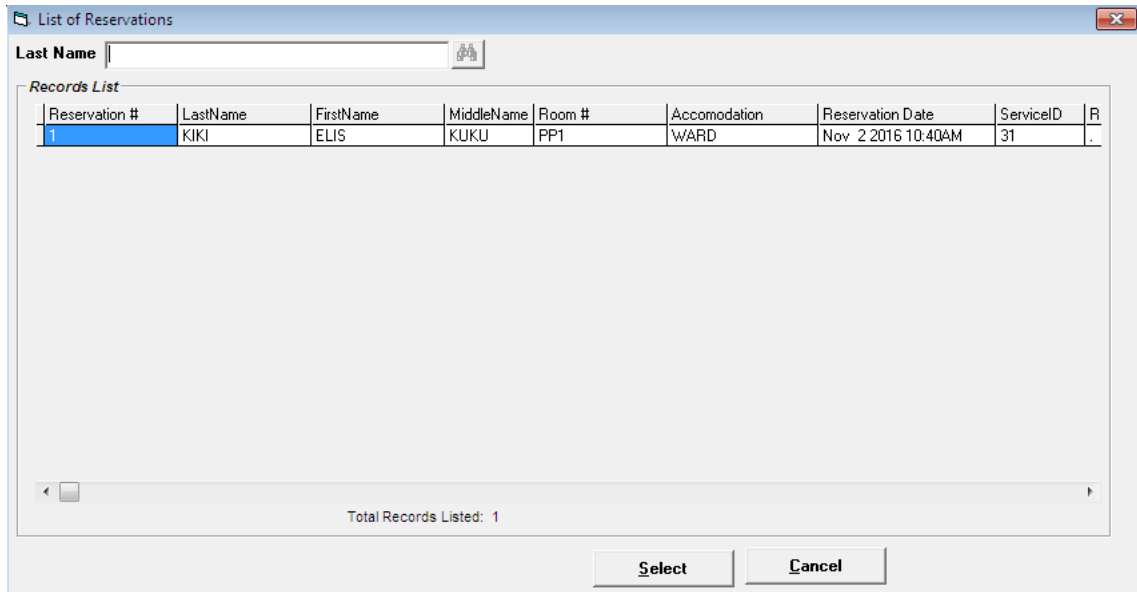 List of Reservations
Last Name
Records List
Reservation # LastName FirstName MiddleName Room # Accomodation Reservation Date ServiceID R
1 KIKI ELIS KUKU PP1 WARD Nov 2 2016 10:40AM 31 .
Total Records Listed: 1
Select Cancel